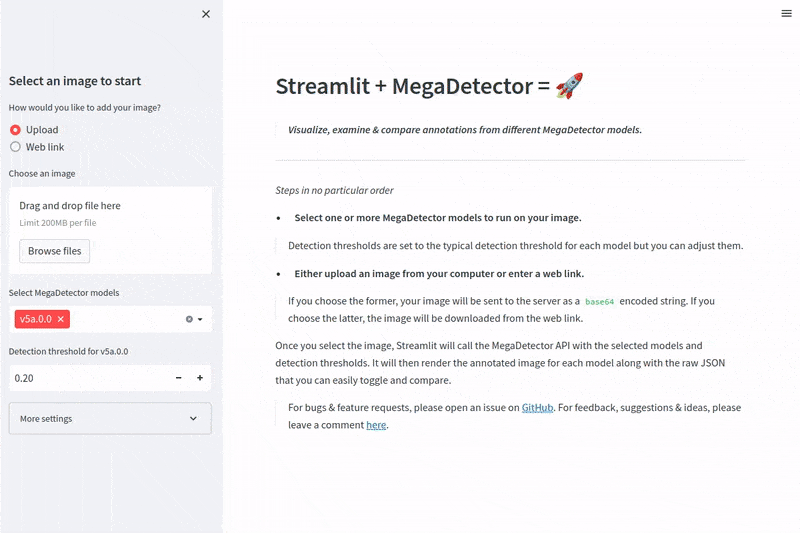 Select an image to start
How would you like to add your image?
Upload
Web link
Choose an image
Drag and drop file here
Limit 200MB per file
Browse files
Select MegaDetector models
v5a.0.0
Detection threshold for v5a.0.0
0.20
More settings
Streamlit + MegaDetector = 🚀
Visualize, examine & compare annotations from different MegaDetector models.
Steps in no particular order
• Select one or more MegaDetector models to run on your image.
Detection thresholds are set to the typical detection threshold for each model but you can adjust them.
• Either upload an image from your computer or enter a web link.
If you choose the former, your image will be sent to the server as a base64 encoded string. If you
choose the latter, the image will be downloaded from the web link.
Once you select the image, Streamlit will call the MegaDetector API with the selected models and
detection thresholds. It will then render the annotated image for each model along with the raw JSON
that you can easily toggle and compare.
For bugs & feature requests, please open an issue on GitHub. For feedback, suggestions & ideas, please
leave a comment here.